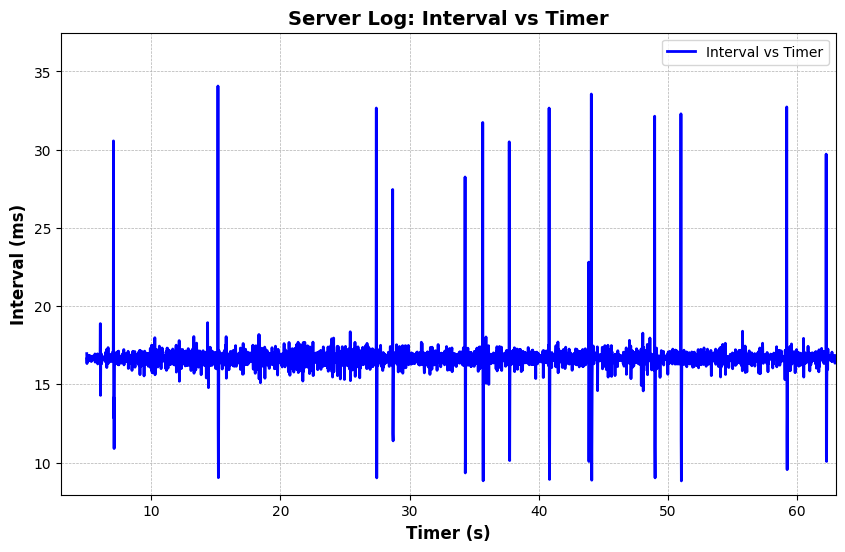 Server Log: Interval vs Timer
Interval vs Timer
35
30
25
20
15
10
Interval (ms)
10 20 30 40 50 60
Timer (s)